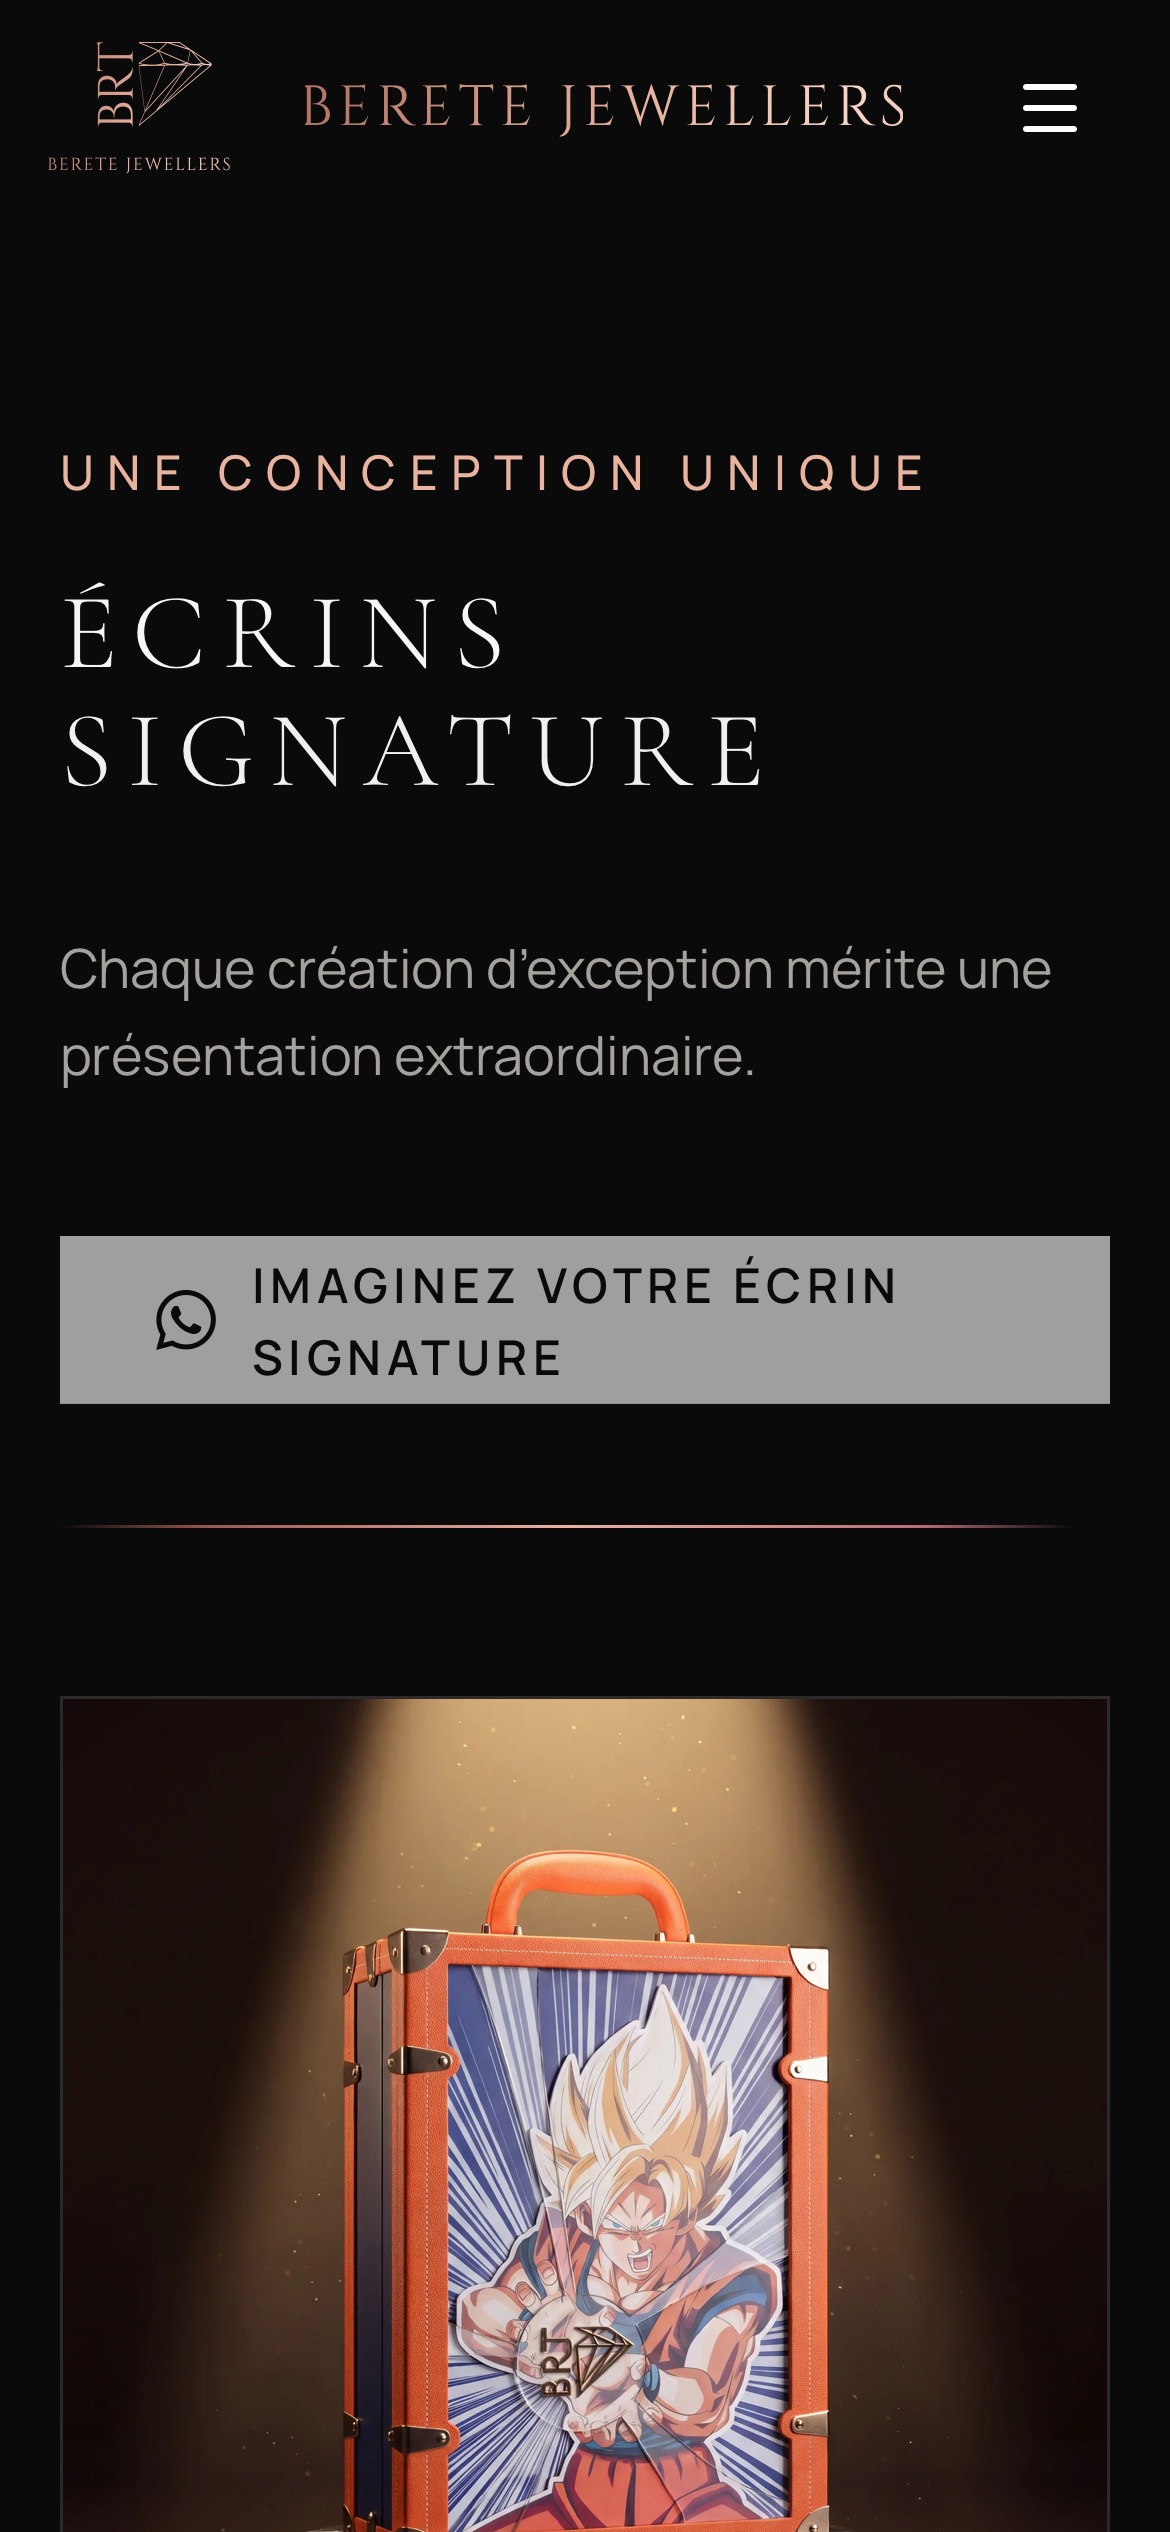 BRT
BERETE JEWELLERS
BERETE JEWELLERS
UNE CONCEPTION UNIQUE
ÉCRINS
SIGNATURE
Chaque création d’exception mérite une
présentation extraordinaire.
IMAGINEZ VOTRE ÉCRIN
SIGNATURE
BRT